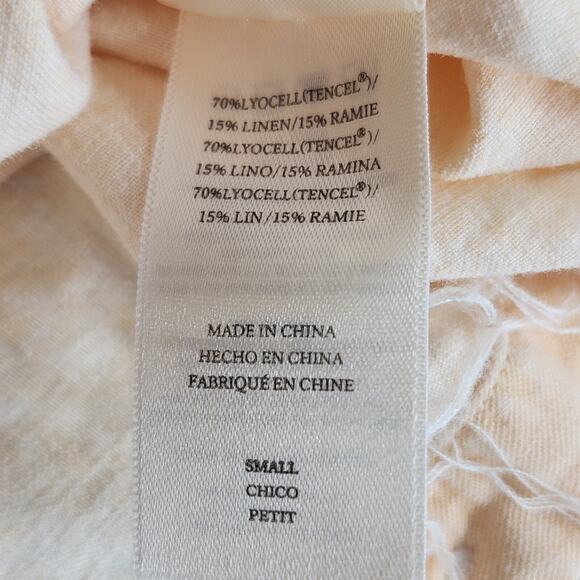 70%LYOCELL(TENCEL®)/
15% LINEN/15% RAMIE
70%LYOCELL(TENCEL®)/
15% LINO/15% RAMINA
70%LYOCELL(TENCEL®)/
15% LIN/15% RAMIE
MADE IN CHINA
HECHO EN CHINA
FABRIQUÉ EN CHINE
SMALL
CHICO
PETIT